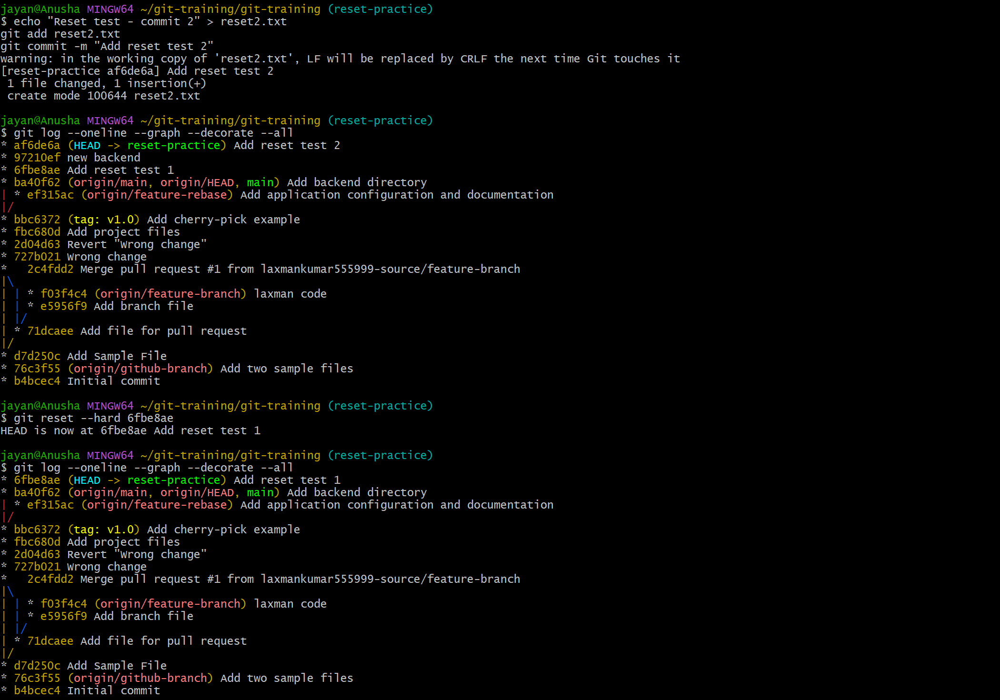 jayan@Anusha MINGW64 ~/git-training/git-training (reset-practice)
$ echo "Reset test - commit 2" > reset2.txt
git add reset2.txt
git commit -m "Add reset test 2"
warning: in the working copy of 'reset2.txt', LF will be replaced by CRLF the next time Git touches it
[reset-practice af6de6a] Add reset test 2
 1 file changed, 1 insertion(+)
 create mode 100644 reset2.txt

jayan@Anusha MINGW64 ~/git-training/git-training (reset-practice)
$ git log --oneline --graph --decorate --all
* af6de6a (HEAD -> reset-practice) Add reset test 2
* 97210ef new backend
* 6fbe8ae Add reset test 1
* ba40f62 (origin/main, origin/HEAD, main) Add backend directory
| * ef315ac (origin/feature-rebase) Add application configuration and documentation
|/
* bbc6372 (tag: v1.0) Add cherry-pick example
* fbc680d Add project files
* 2d04d63 Revert "Wrong change"
* 727b021 Wrong change
*   2c4fdd2 Merge pull request #1 from laxmankumar555999-source/feature-branch
|\
| | * f03f4c4 (origin/feature-branch) laxman code
| | * e5956f9 Add branch file
| |/
| * 71dcaee Add file for pull request
|/
* d7d250c Add Sample File
* 76c3f55 (origin/github-branch) Add two sample files
* b4bcec4 Initial commit

jayan@Anusha MINGW64 ~/git-training/git-training (reset-practice)
$ git reset --hard 6fbe8ae
HEAD is now at 6fbe8ae Add reset test 1

jayan@Anusha MINGW64 ~/git-training/git-training (reset-practice)
$ git log --oneline --graph --decorate --all
* 6fbe8ae (HEAD -> reset-practice) Add reset test 1
* ba40f62 (origin/main, origin/HEAD, main) Add backend directory
| * ef315ac (origin/feature-rebase) Add application configuration and documentation
|/
* bbc6372 (tag: v1.0) Add cherry-pick example
* fbc680d Add project files
* 2d04d63 Revert "Wrong change"
* 727b021 Wrong change
*   2c4fdd2 Merge pull request #1 from laxmankumar555999-source/feature-branch
|\
| | * f03f4c4 (origin/feature-branch) laxman code
| | * e5956f9 Add branch file
| |/
| * 71dcaee Add file for pull request
|/
* d7d250c Add Sample File
* 76c3f55 (origin/github-branch) Add two sample files
* b4bcec4 Initial commit